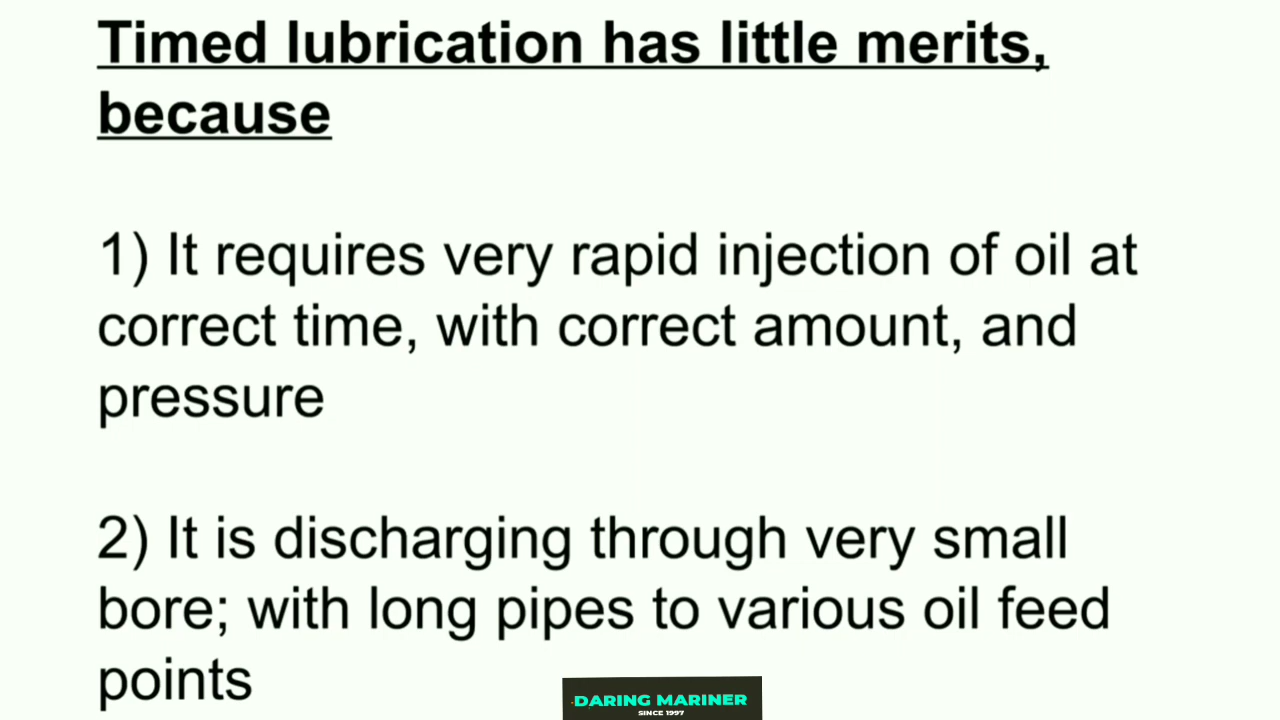 Timed lubrication has little merits,
because
1) It requires very rapid injection of oil at
correct time, with correct amount, and
pressure
2) It is discharging through very small
bore; with long pipes to various oil feed
points
DARING MARINER
SINCE 1997